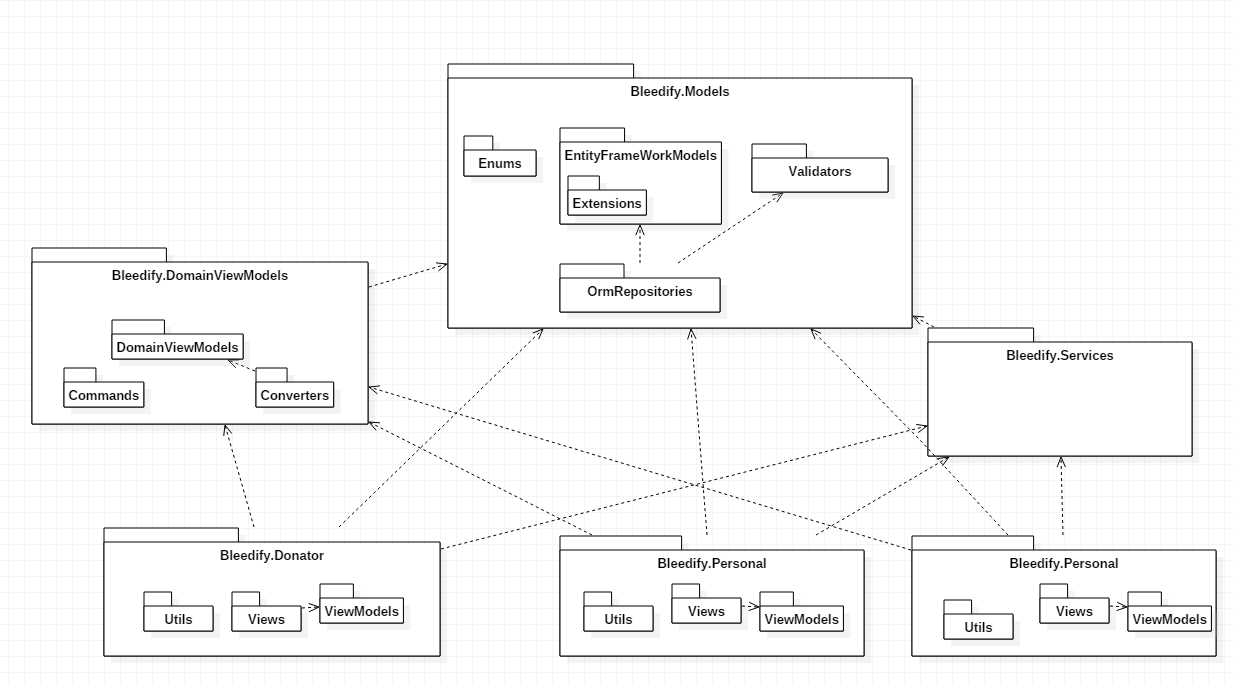 Bleedify.Models
Enums
EntityFrameWorkModels
Extensions
Validators
OrmRepositories
Bleedify.DomainViewModels
DomainViewModels
Commands
Converters
Bleedify.Services
Bleedify.Donator
Utils
Views
ViewModels
Bleedify.Personal
Utils
Views
ViewModels
Bleedify.Personal
Utils
Views
ViewModels